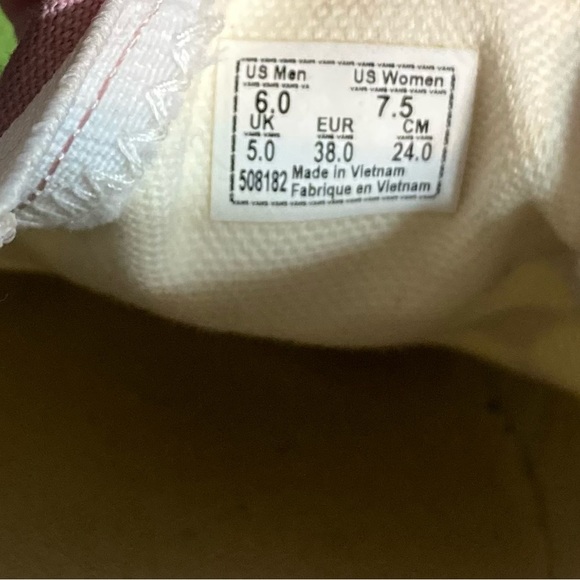 US Men US Women
6.0 7.5
UK EUR CM
5.0 38.0 24.0
508182 Made in Vietnam
Fabrique en Vietnam